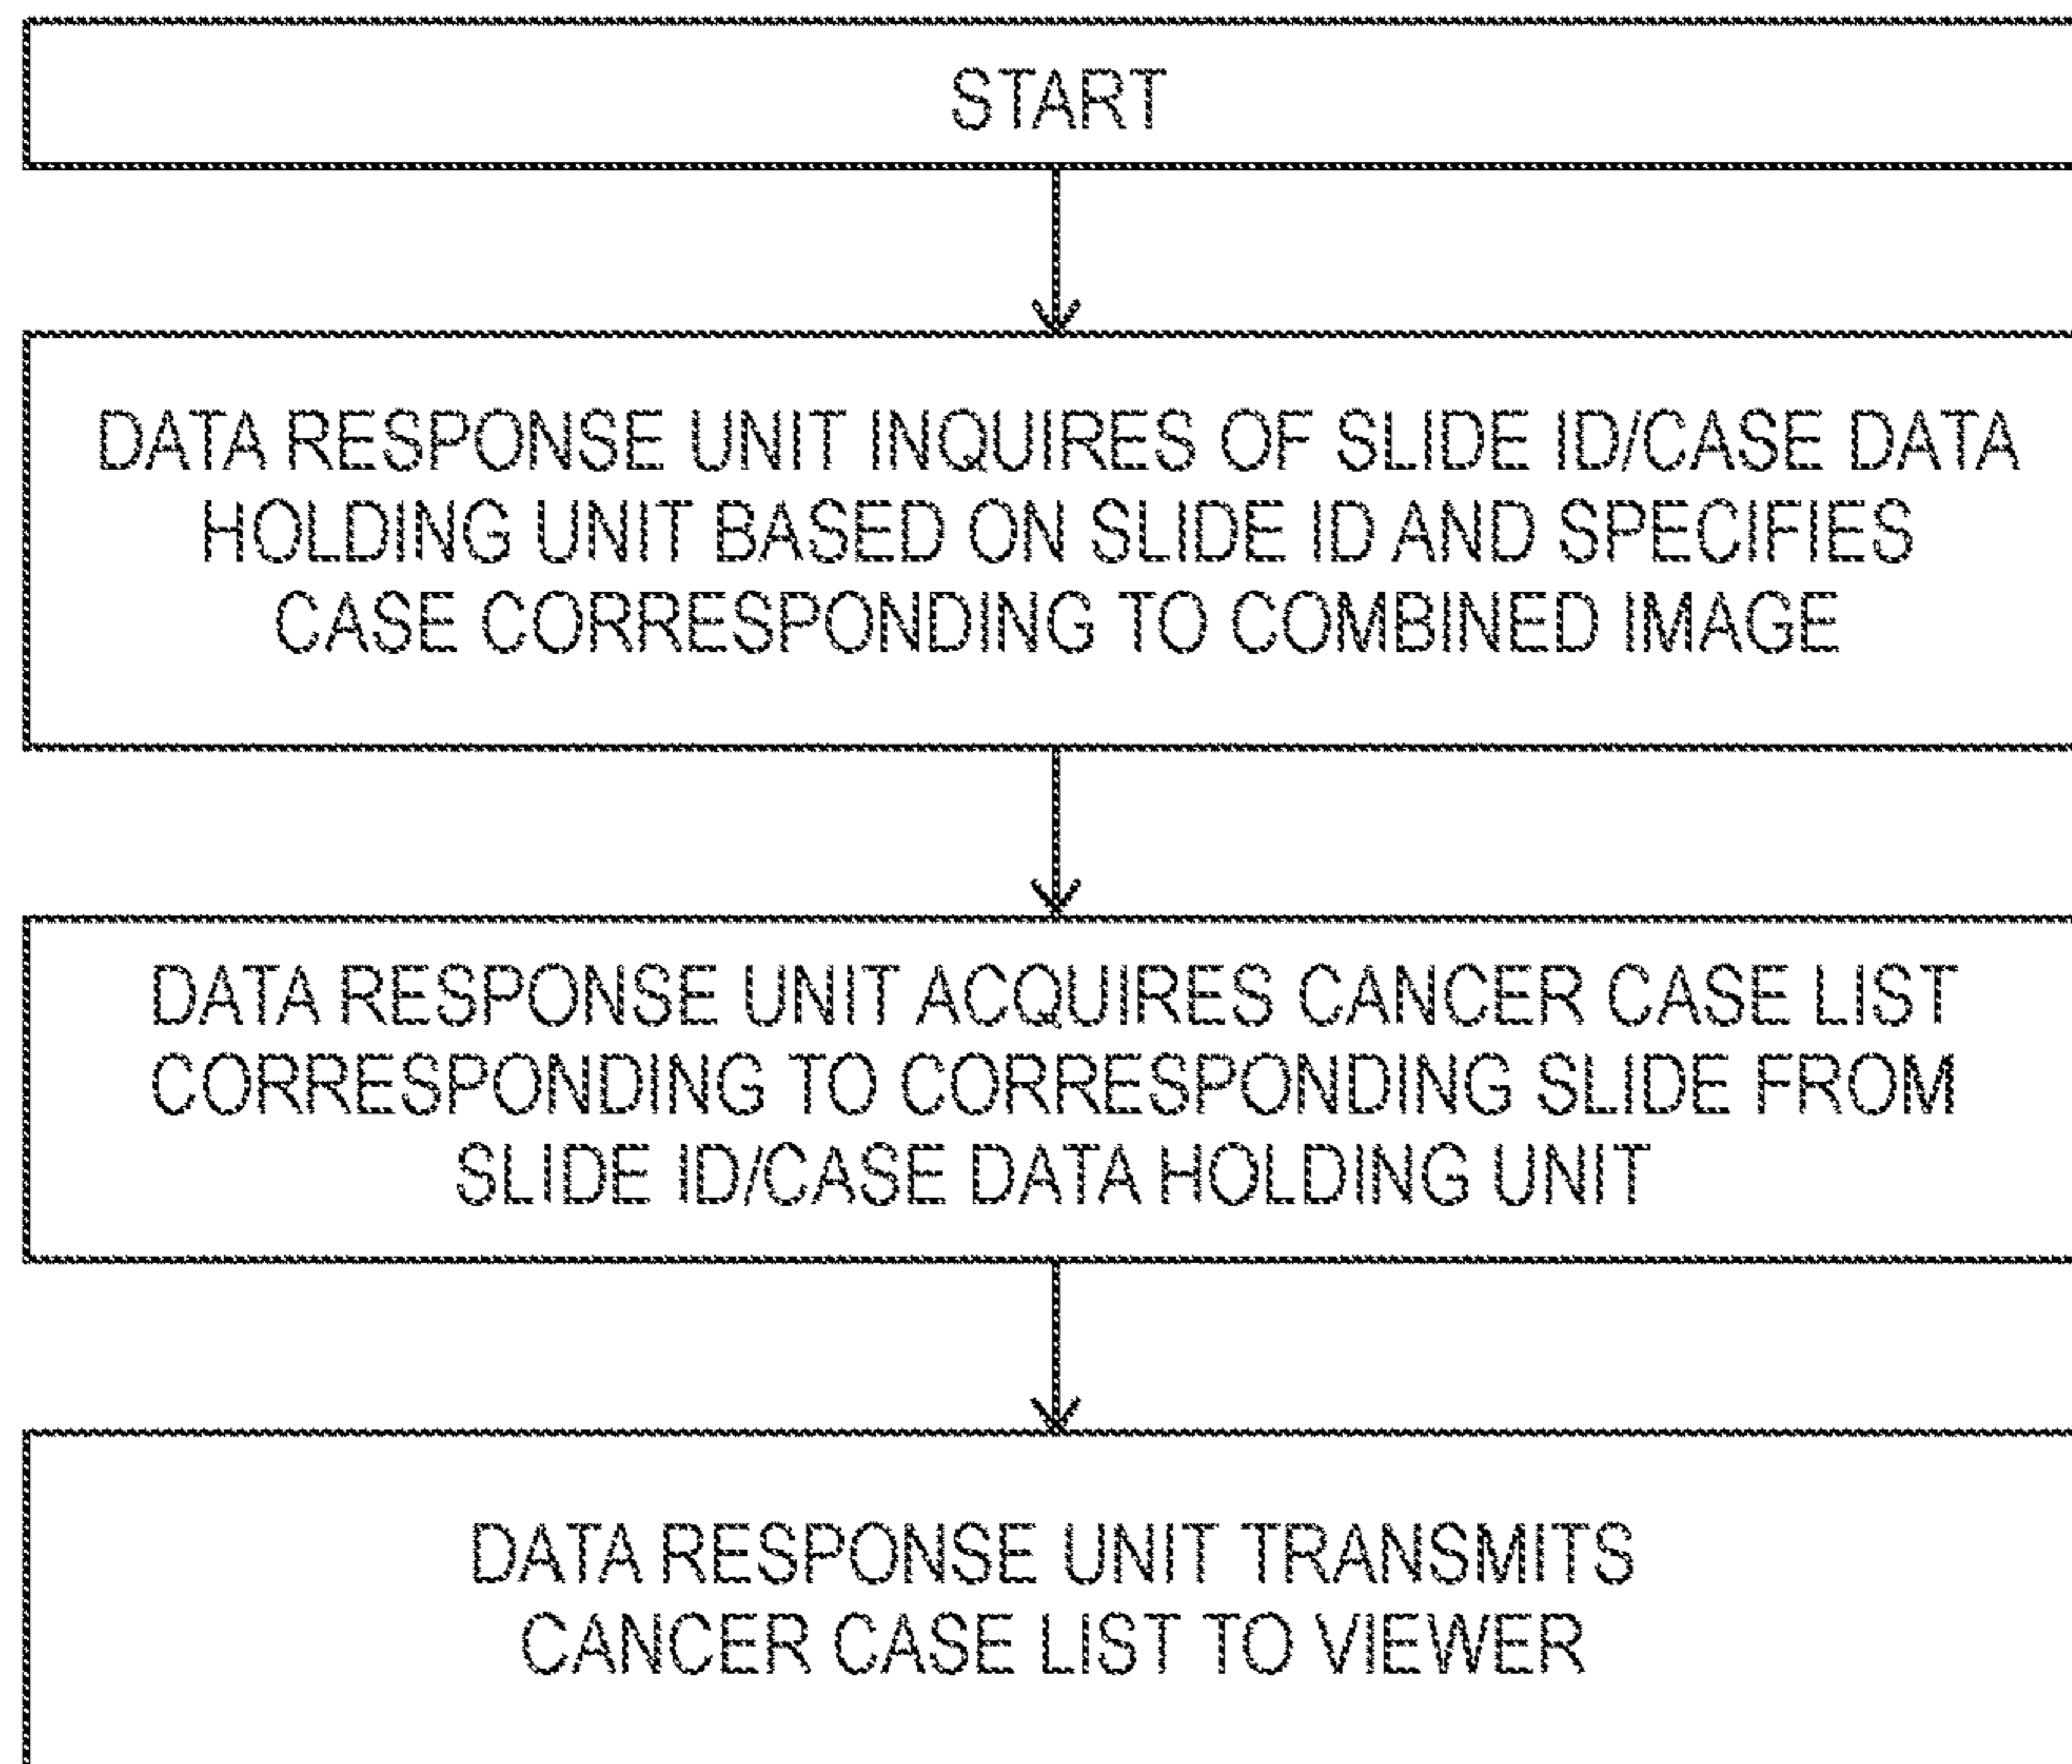 START
DATA RESPONSE UNIT INQUIRES OF SLIDE ID/CASE DATA
HOLDING UNIT BASED ON SLIDE ID AND SPECIFIES
CASE CORRESPONDING TO COMBINED IMAGE
DATA RESPONSE UNIT ACQUIRES CANCER CASE LIST
CORRESPONDING TO CORRESPONDING SLIDE FROM
SLIDE ID/CASE DATA HOLDING UNIT
DATA RESPONSE UNIT TRANSMITS
CANCER CASE LIST TO VIEWER